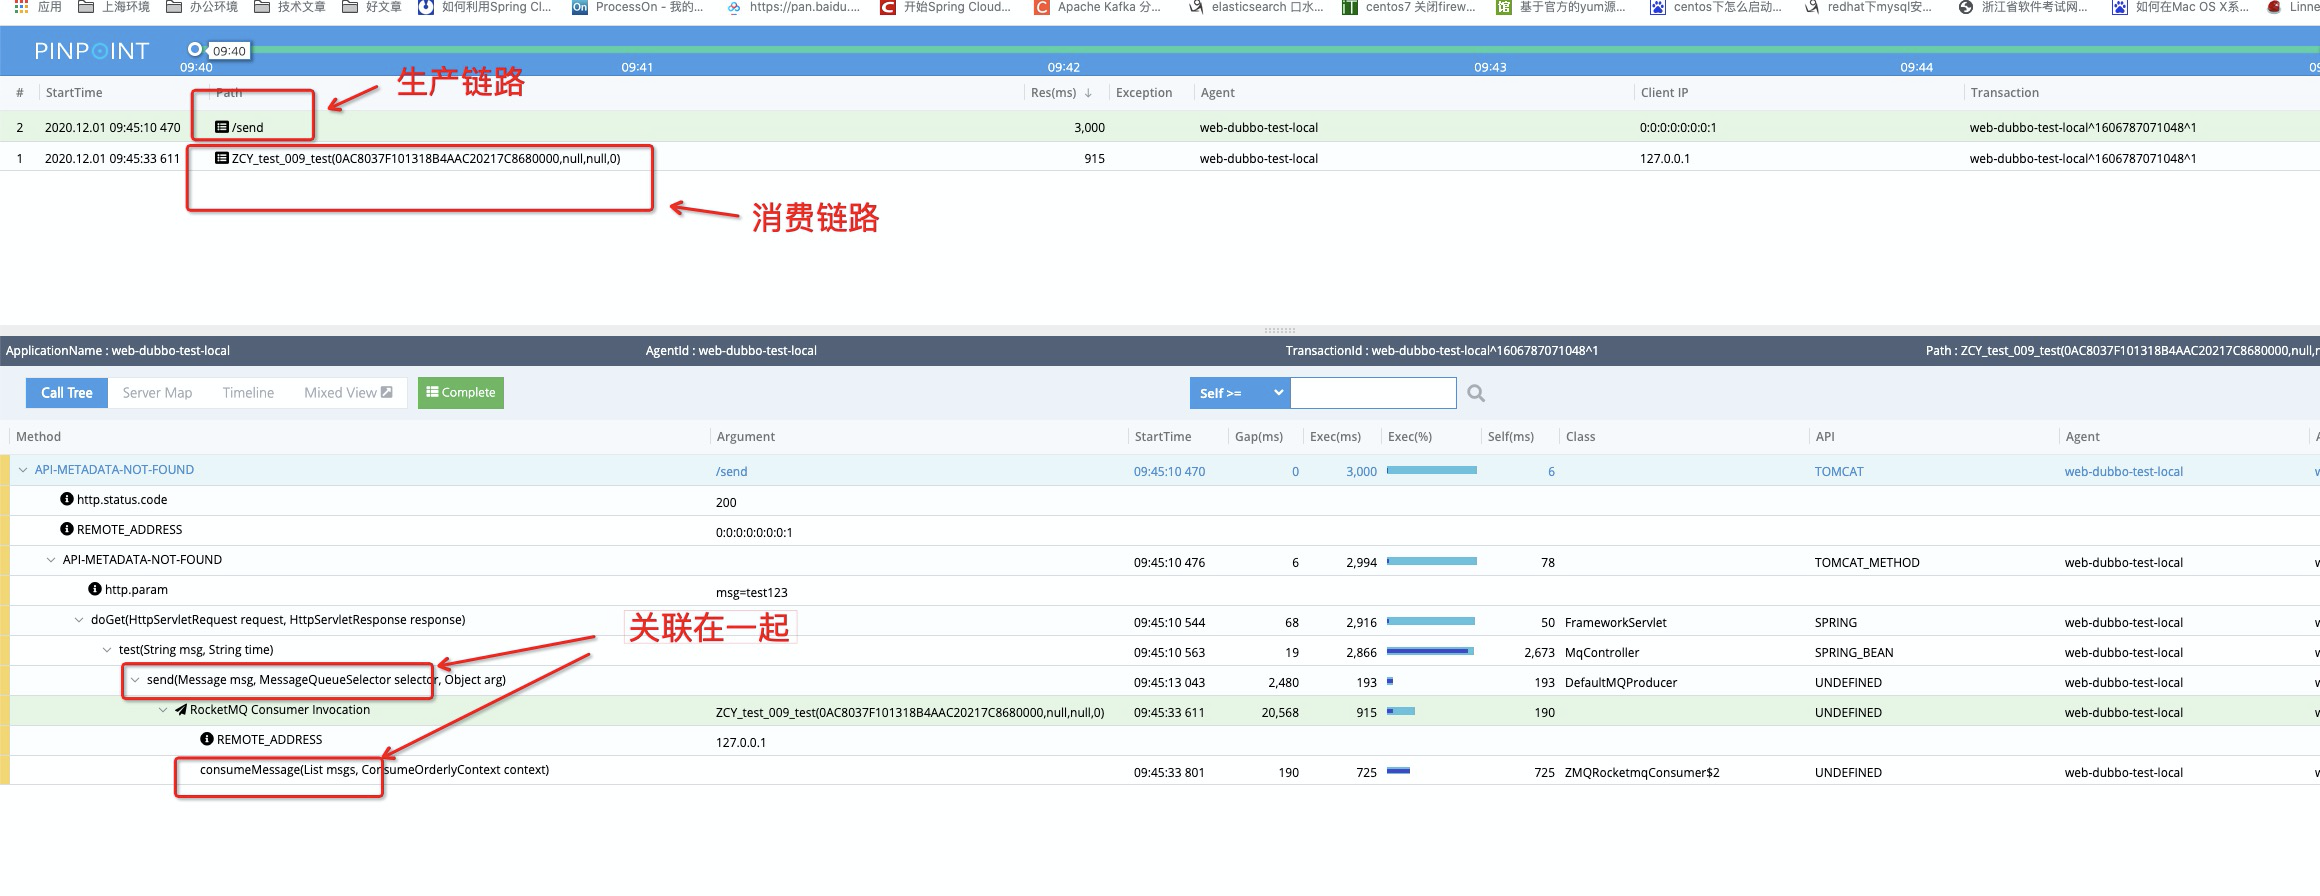 应用 上海环境 办公环境 技术文章 好文章 如何利用Spring Cl... ProcessOn - 我的... https://pan.baidu.... 开始Spring Cloud... Apache Kafka 分... elasticsearch 口水... centos7 关闭firew... 基于官方的yum源... centos下怎么启动... redhat下mysql安... 浙江省软件考试网... 如何在Mac OS X系... Linne
PINPOINT 09:40
09:40 09:41 09:42 09:43 09:44
生产链路
# StartTime Path Res(ms) ↓ Exception Agent Client IP Transaction
2 2020.12.01 09:45:10 470 /send 3,000 web-dubbo-test-local 0:0:0:0:0:0:0:1 web-dubbo-test-local^1606787071048^1
1 2020.12.01 09:45:33 611 ZCY_test_009_test(0AC8037F101318B4AAC20217C8680000,null,null,0) 915 web-dubbo-test-local 127.0.0.1 web-dubbo-test-local^1606787071048^1
消费链路
ApplicationName : web-dubbo-test-local AgentId : web-dubbo-test-local TransactionId : web-dubbo-test-local^1606787071048^1 Path : ZCY_test_009_test(0AC8037F101318B4AAC20217C8680000,null,n
Call Tree Server Map Timeline Mixed View Complete Self >=
Method Argument StartTime Gap(ms) Exec(ms) Exec(%) Self(ms) Class API Agent
API-METADATA-NOT-FOUND /send 09:45:10 470 0 3,000 6 TOMCAT web-dubbo-test-local
http.status.code 200
REMOTE_ADDRESS 0:0:0:0:0:0:0:1
API-METADATA-NOT-FOUND 09:45:10 476 6 2,994 78 TOMCAT_METHOD web-dubbo-test-local
http.param msg=test123
doGet(HttpServletRequest request, HttpServletResponse response) 09:45:10 544 68 2,916 50 FrameworkServlet SPRING web-dubbo-test-local
关联在一起
test(String msg, String time) 09:45:10 563 19 2,866 2,673 MqController SPRING_BEAN web-dubbo-test-local
send(Message msg, MessageQueueSelector selector, Object arg) 09:45:13 043 2,480 193 193 DefaultMQProducer UNDEFINED web-dubbo-test-local
RocketMQ Consumer Invocation ZCY_test_009_test(0AC8037F101318B4AAC20217C8680000,null,null,0) 09:45:33 611 20,568 915 190 UNDEFINED web-dubbo-test-local
REMOTE_ADDRESS 127.0.0.1
consumeMessage(List msgs, ConsumeOrderlyContext context) 09:45:33 801 190 725 725 ZMQRocketmqConsumer$2 UNDEFINED web-dubbo-test-local